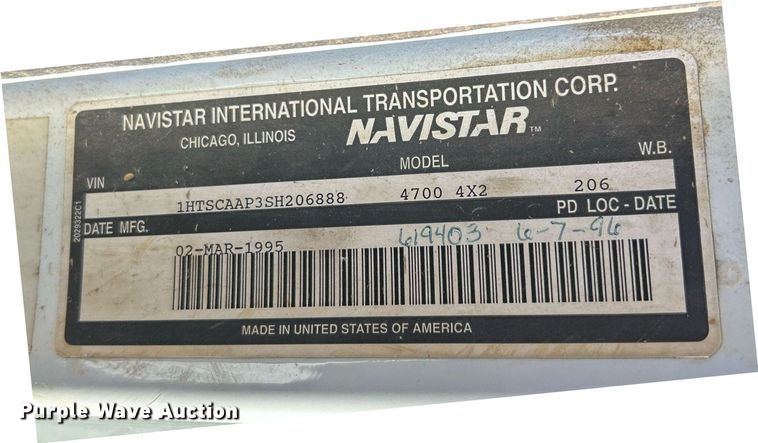 NAVISTAR INTERNATIONAL TRANSPORTATION CORP.
CHICAGO, ILLINOIS NAVISTAR TM
VIN MODEL W.B.
1HTSCAAP3SH206888 4700 4X2 206
DATE MFG. PD LOC - DATE
02-MAR-1995 619403 6-7-96
MADE IN UNITED STATES OF AMERICA
2029322C1
Purple Wave Auction